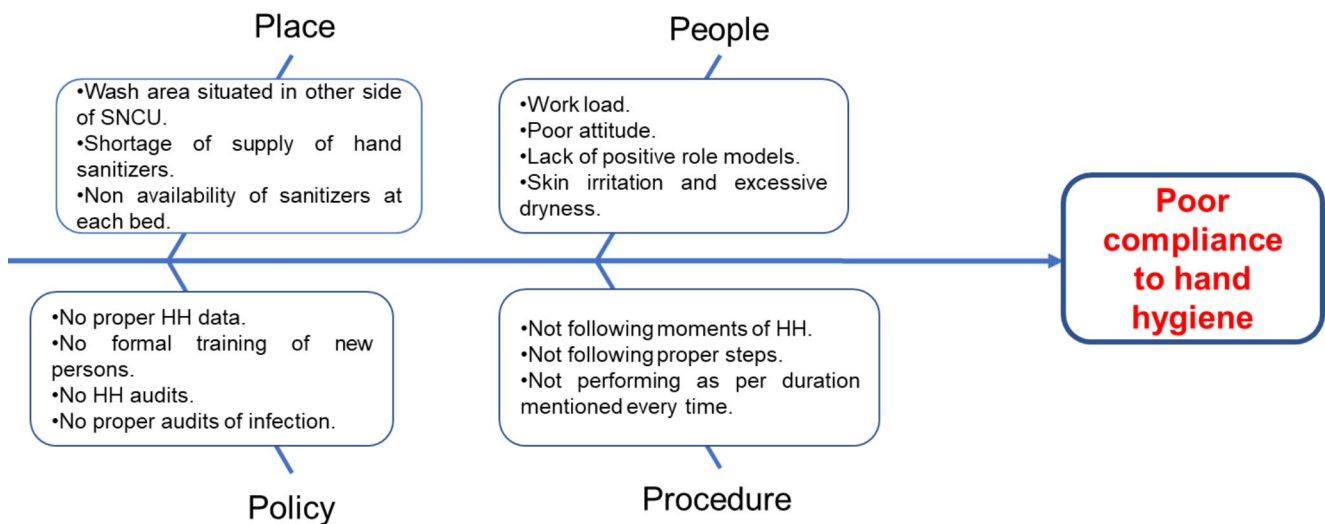 Place
•Wash area situated in other side
of SNCU.
•Shortage of supply of hand
sanitizers.
•Non availability of sanitizers at
each bed.
People
•Work load.
•Poor attitude.
•Lack of positive role models.
•Skin irritation and excessive
dryness.
Poor
compliance
to hand
hygiene
•No proper HH data.
•No formal training of new
persons.
•No HH audits.
•No proper audits of infection.
Policy
•Not following moments of HH.
•Not following proper steps.
•Not performing as per duration
mentioned every time.
Procedure